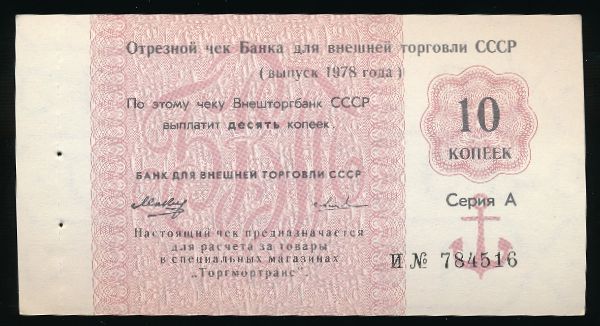 Отрезной чек Банка для внешней торговли СССР
(выпуск 1978 года)
По этому чеку Внешторгбанк СССР
выплатит десять копеек.
10
КОПЕЕК
БАНК ДЛЯ ВНЕШНЕЙ ТОРГОВЛИ СССР
Серия А
Настоящий чек предназначается
для расчета за товары
в специальных магазинах
„Торгмортранс".
И № 784516